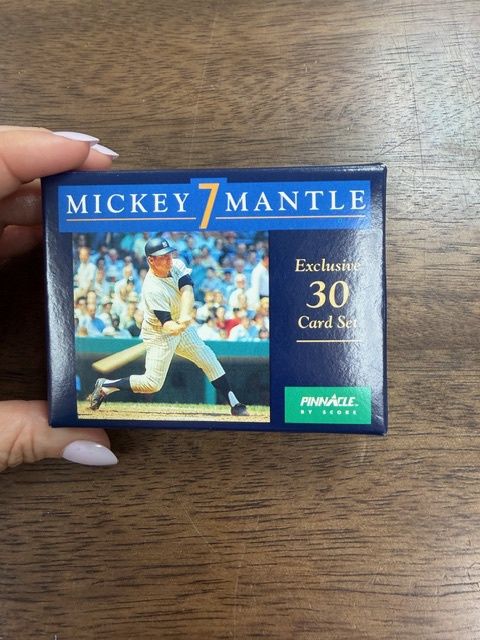 MICKEY 7 MANTLE
Exclusive
30
Card Set
PINNACLE
BY SCORE